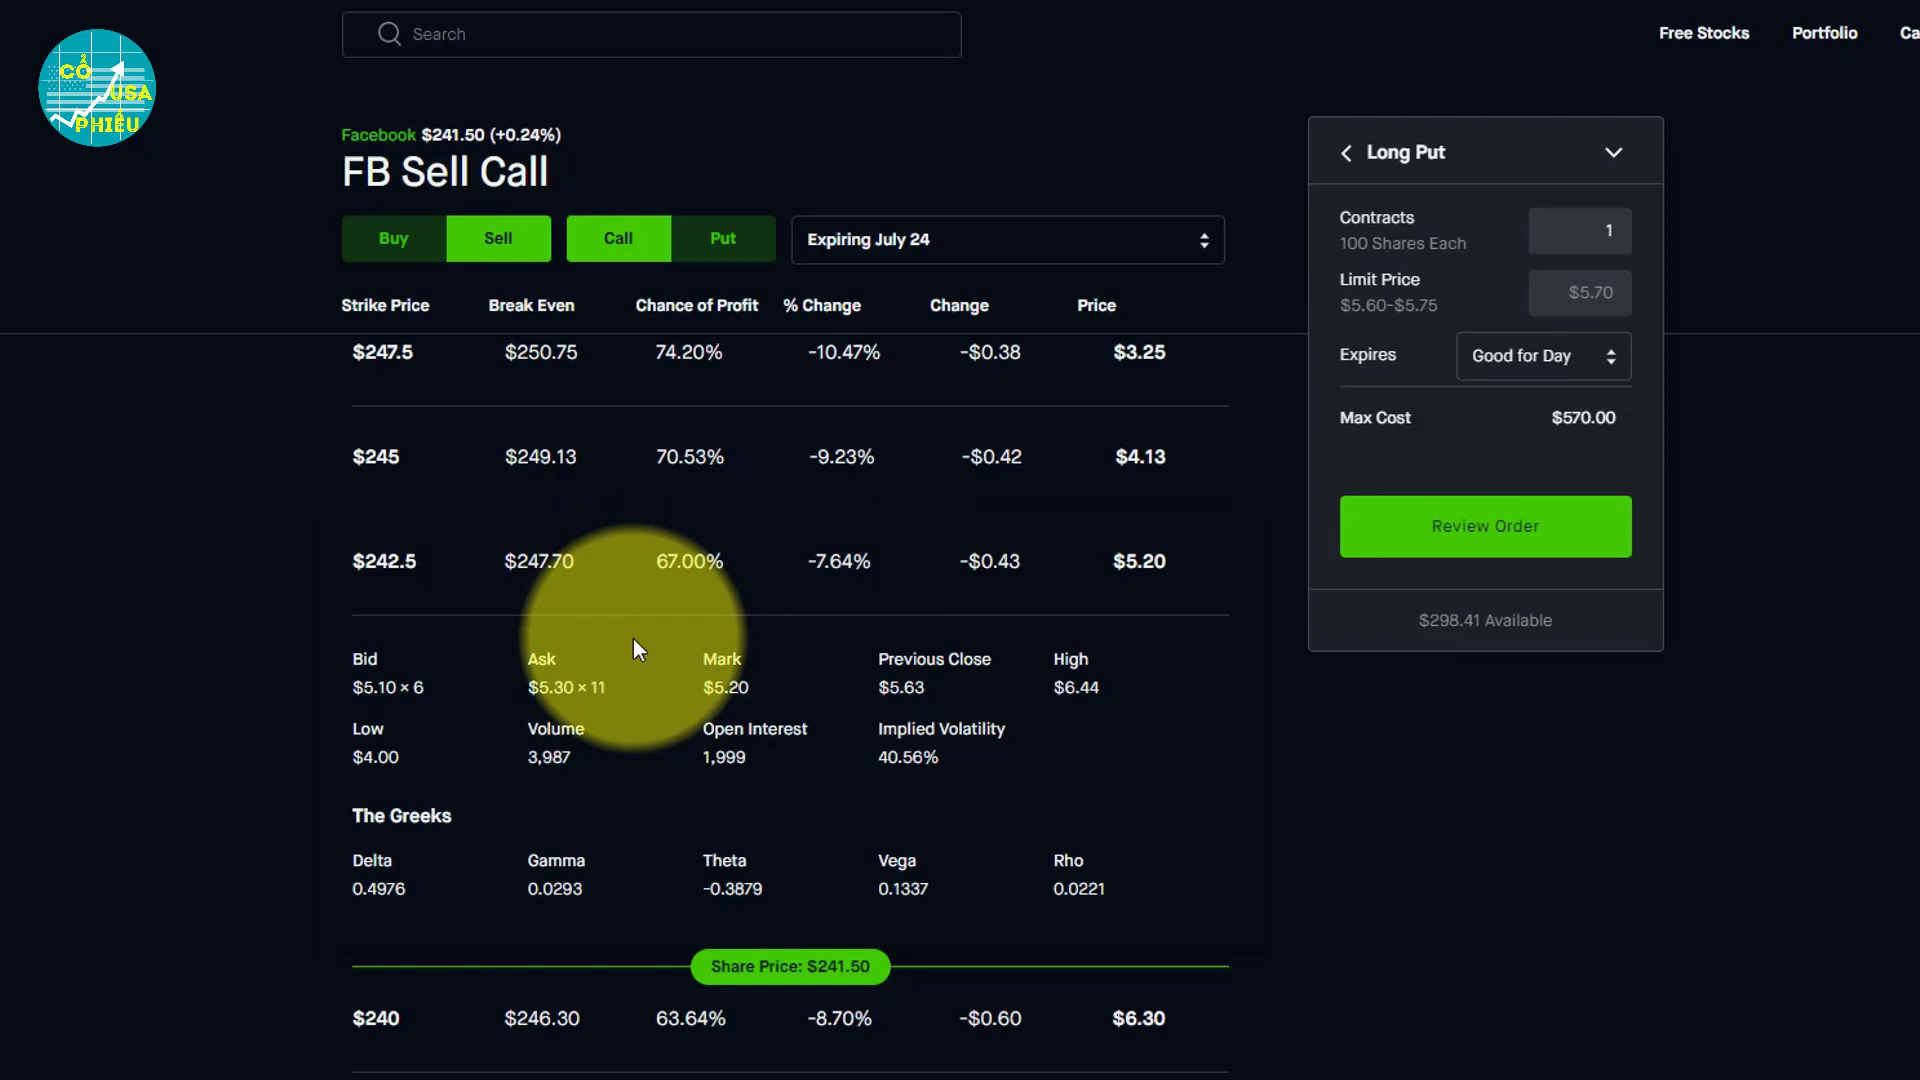 Search
Free Stocks
Portfolio
Ca
CỔ
USA
PHIẾU
Facebook $241.50 (+0.24%)
FB Sell Call
Buy
Sell
Call
Put
Expiring July 24
Strike Price Break Even Chance of Profit % Change Change Price
$247.5 $250.75 74.20% -10.47% -$0.38 $3.25
$245 $249.13 70.53% -9.23% -$0.42 $4.13
$242.5 $247.70 67.00% -7.64% -$0.43 $5.20
Bid Ask Mark Previous Close High
$5.10 × 6 $5.30 × 11 $5.20 $5.63 $6.44
Low Volume Open Interest Implied Volatility
$4.00 3,987 1,999 40.56%
The Greeks
Delta Gamma Theta Vega Rho
0.4976 0.0293 -0.3879 0.1337 0.0221
Share Price: $241.50
$240 $246.30 63.64% -8.70% -$0.60 $6.30
Long Put
Contracts
100 Shares Each
1
Limit Price
$5.60-$5.75
$5.70
Expires
Good for Day
Max Cost $570.00
Review Order
$298.41 Available